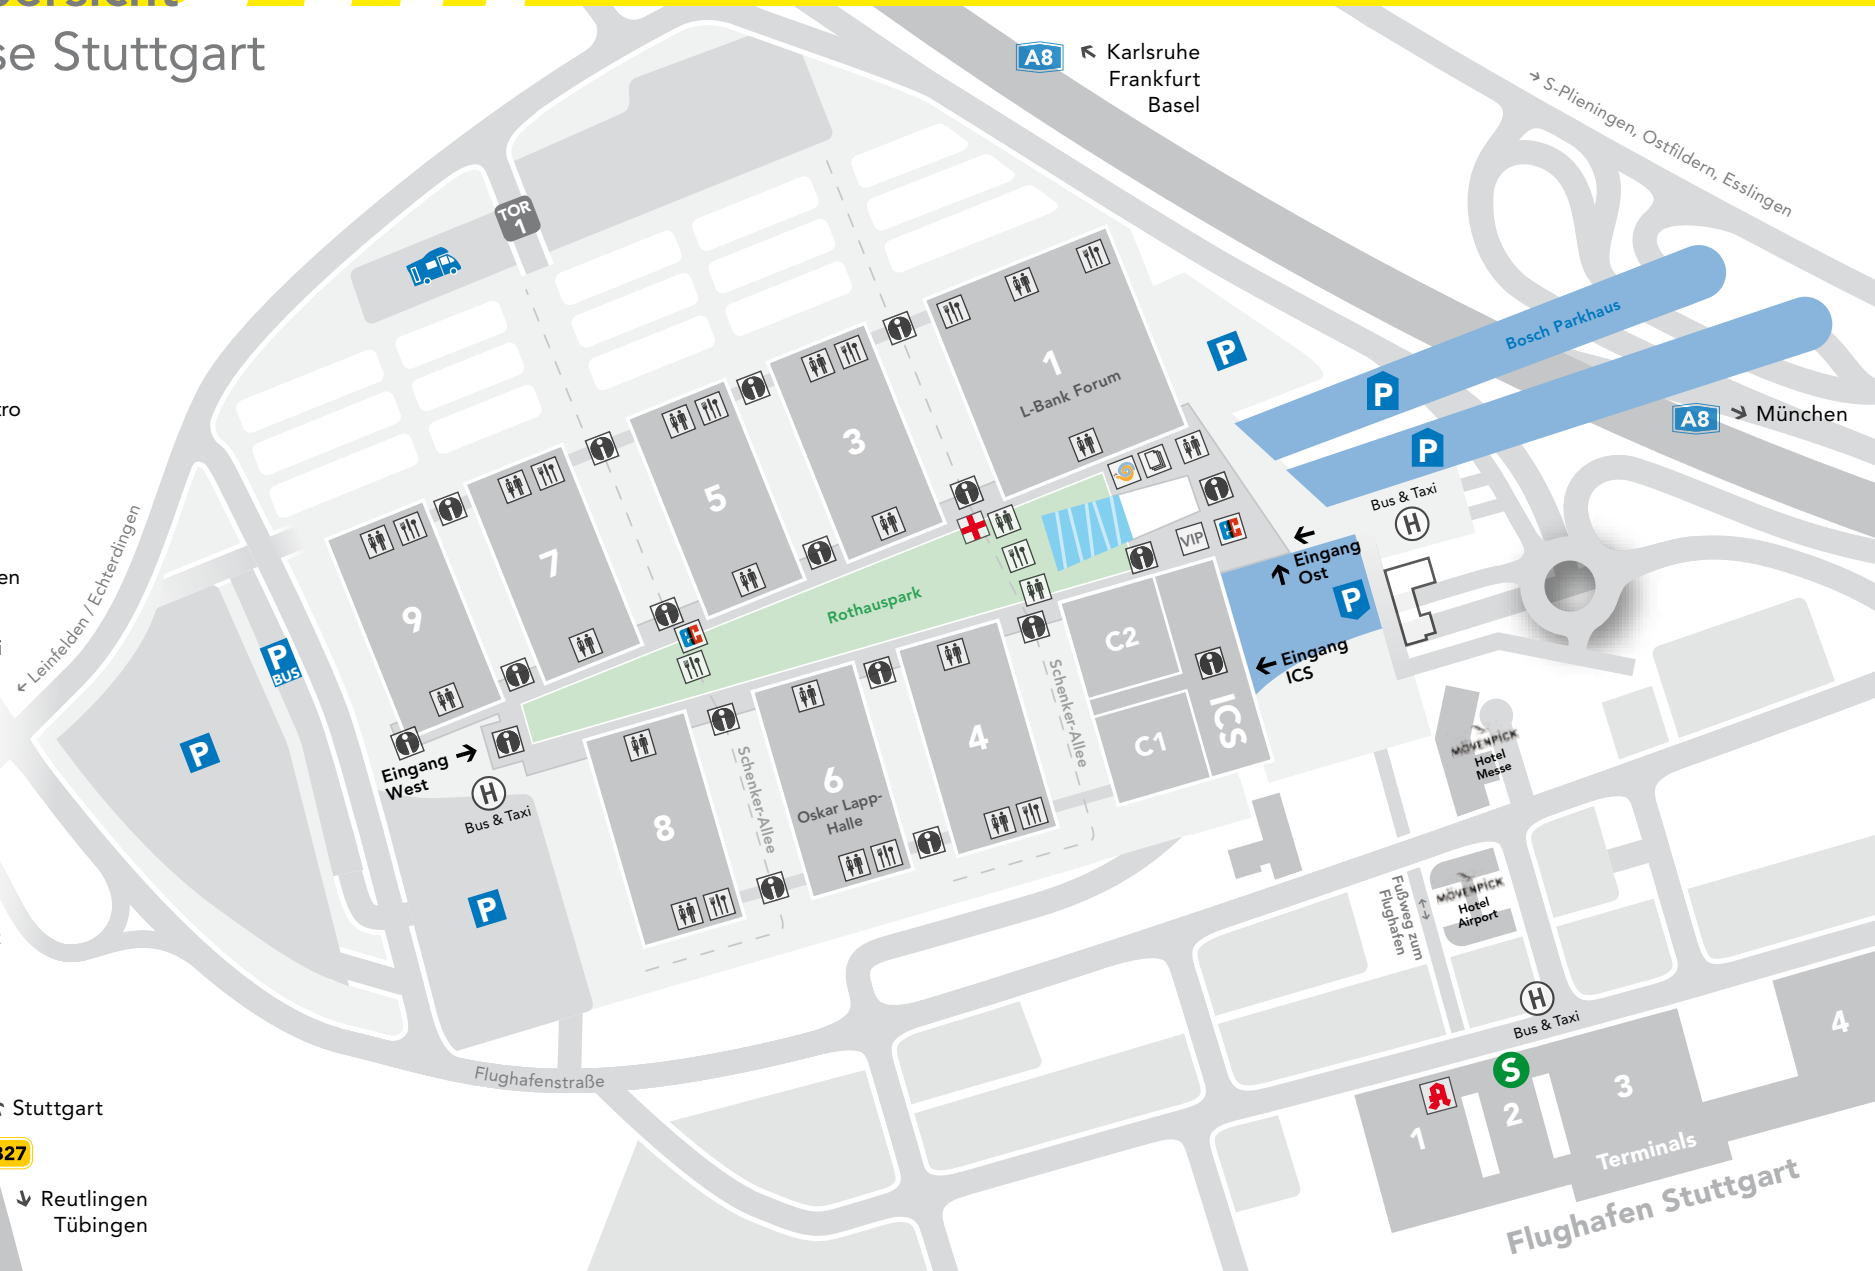 se Stuttgart
A8
Karlsruhe
Frankfurt
Basel
S-Plieningen, Ostfildern, Esslingen
TOR
1
Bosch Parkhaus
P
P
P
A8
München
1
L-Bank Forum
3
5
7
9
Bus & Taxi
H
VIP
EC
Eingang
Ost
P
Eingang
ICS
Rothauspark
EC
C2
C1
ICS
Schenker-Allee
4
6
Oskar Lapp-
Halle
Schenker-Allee
8
Leinfelden / Echterdingen
P
BUS
P
Eingang
West
H
Bus & Taxi
P
MÖVENPICK
Hotel
Messe
MÖVENPICK
Hotel
Airport
Fußweg zum
Flughafen
H
Bus & Taxi
S
A
1
2
3
4
Terminals
Flughafen Stuttgart
Flughafenstraße
Stuttgart
Reutlingen
Tübingen